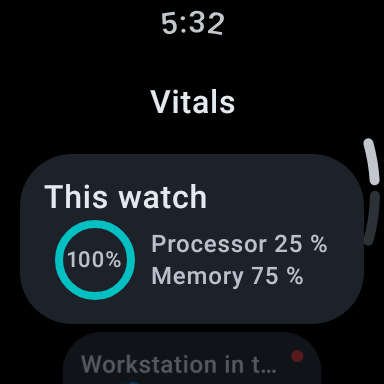 5:32
Vitals
This watch
100%
Processor 25 %
Memory 75 %
Workstation in t…